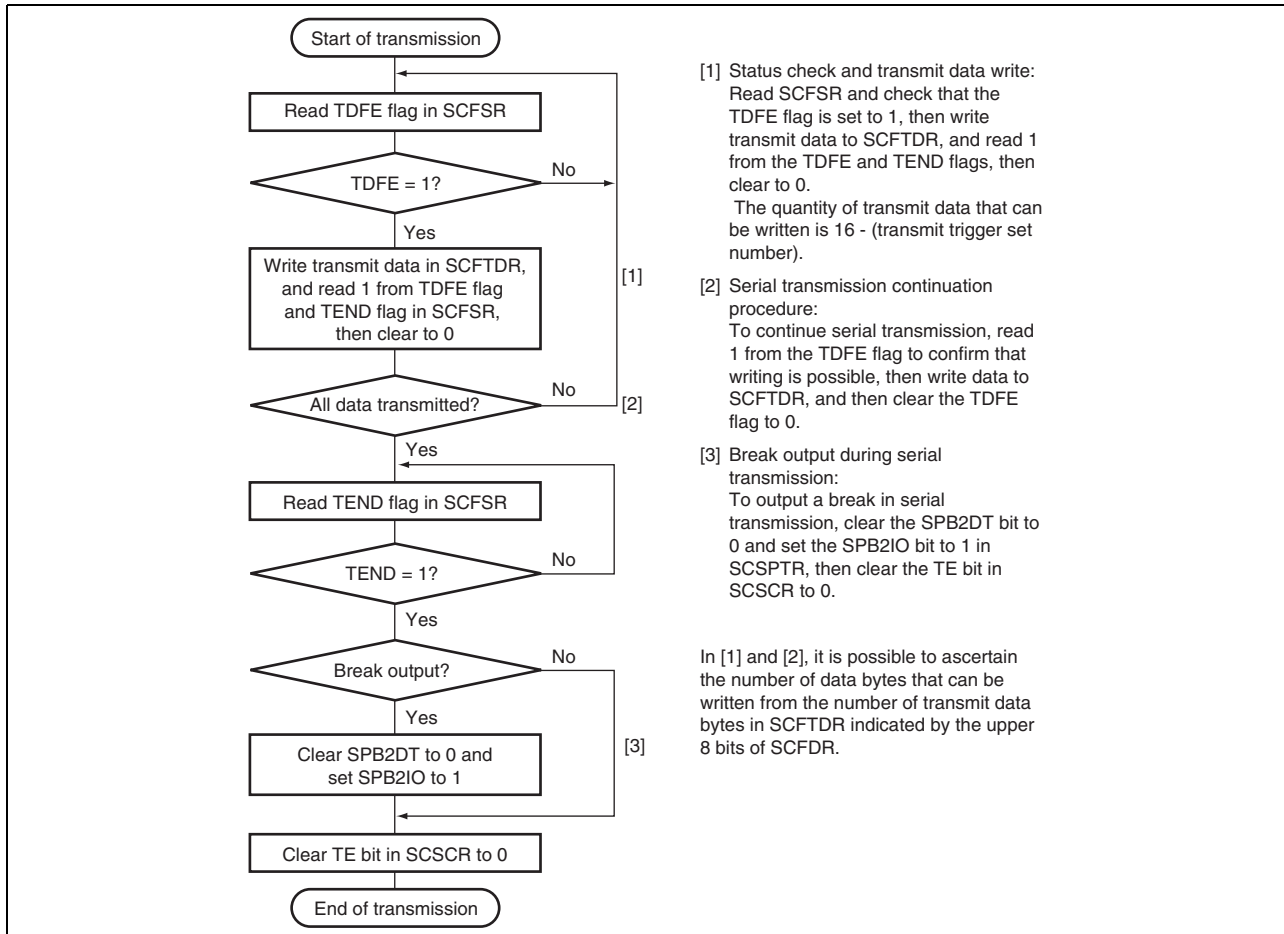 Start of transmission
Read TDFE flag in SCFSR
TDFE = 1?
No
Yes
Write transmit data in SCFTDR,
and read 1 from TDFE flag
and TEND flag in SCFSR,
then clear to 0
[1]
All data transmitted?
No
[2]
Yes
Read TEND flag in SCFSR
TEND = 1?
No
Yes
Break output?
No
Yes
Clear SPB2DT to 0 and
set SPB2IO to 1
[3]
Clear TE bit in SCSCR to 0
End of transmission
[1] Status check and transmit data write:
Read SCFSR and check that the
TDFE flag is set to 1, then write
transmit data to SCFTDR, and read 1
from the TDFE and TEND flags, then
clear to 0.
The quantity of transmit data that can
be written is 16 - (transmit trigger set
number).
[2] Serial transmission continuation
procedure:
To continue serial transmission, read
1 from the TDFE flag to confirm that
writing is possible, then write data to
SCFTDR, and then clear the TDFE
flag to 0.
[3] Break output during serial
transmission:
To output a break in serial
transmission, clear the SPB2DT bit to
0 and set the SPB2IO bit to 1 in
SCSPTR, then clear the TE bit in
SCSCR to 0.
In [1] and [2], it is possible to ascertain
the number of data bytes that can be
written from the number of transmit data
bytes in SCFTDR indicated by the upper
8 bits of SCFDR.